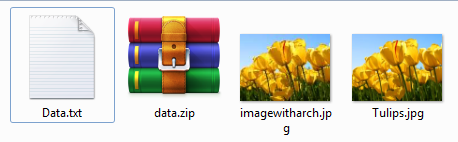 Data.txt
data.zip
imagewitharch.jp
g
Tulips.jpg